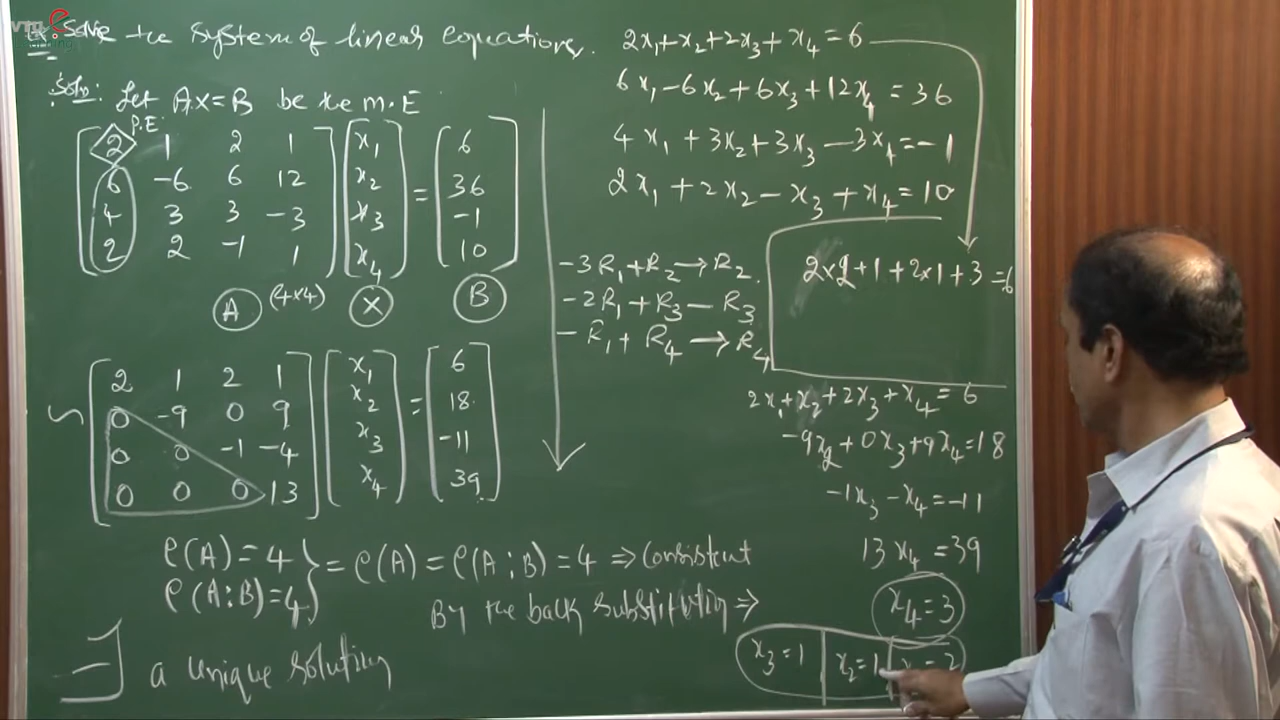 VTU
e
Learning
Ex: Solve the system of linear equations.
Soln: Let AX=B be the M.E
P.E.
2 1 2 1 x₁ 6
6 -6 6 12 x₂ = 36
4 3 3 -3 x₃ -1
2 2 -1 1 x₄ 10
A (4×4) X B
2 1 2 1 x₁ 6
~ 0 -9 0 9 x₂ = 18
0 0 -1 -4 x₃ -11
0 0 0 13 x₄ 39
ρ(A)=4
ρ(A:B)=4 } = ρ(A) = ρ(A:B) = 4 ⇒ Consistent
By the back substitution ⇒
∃ a unique solution
2x₁+x₂+2x₃+x₄=6
6x₁-6x₂+6x₃+12x₄=36
4x₁+3x₂+3x₃-3x₄=-1
2x₁+2x₂-x₃+x₄=10
-3R₁+R₂→R₂
-2R₁+R₃—R₃
-R₁+R₄→R₄
2×2+1+2×1+3=6
2x₁+x₂+2x₃+x₄=6
-9x₂+0x₃+9x₄=18
-1x₃-x₄=-11
13x₄=39
x₄=3
x₃=1 x₂=1 = 2